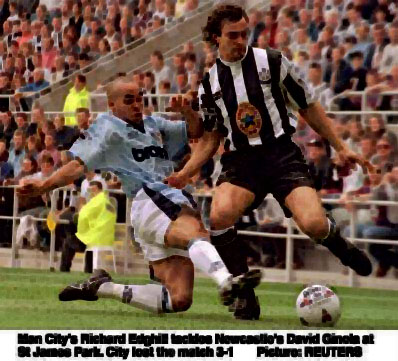 Man City's Richard Edghill tackles Newcastle's David Ginola at
St James Park. City lost the match 3-1 Picture: REUTERS